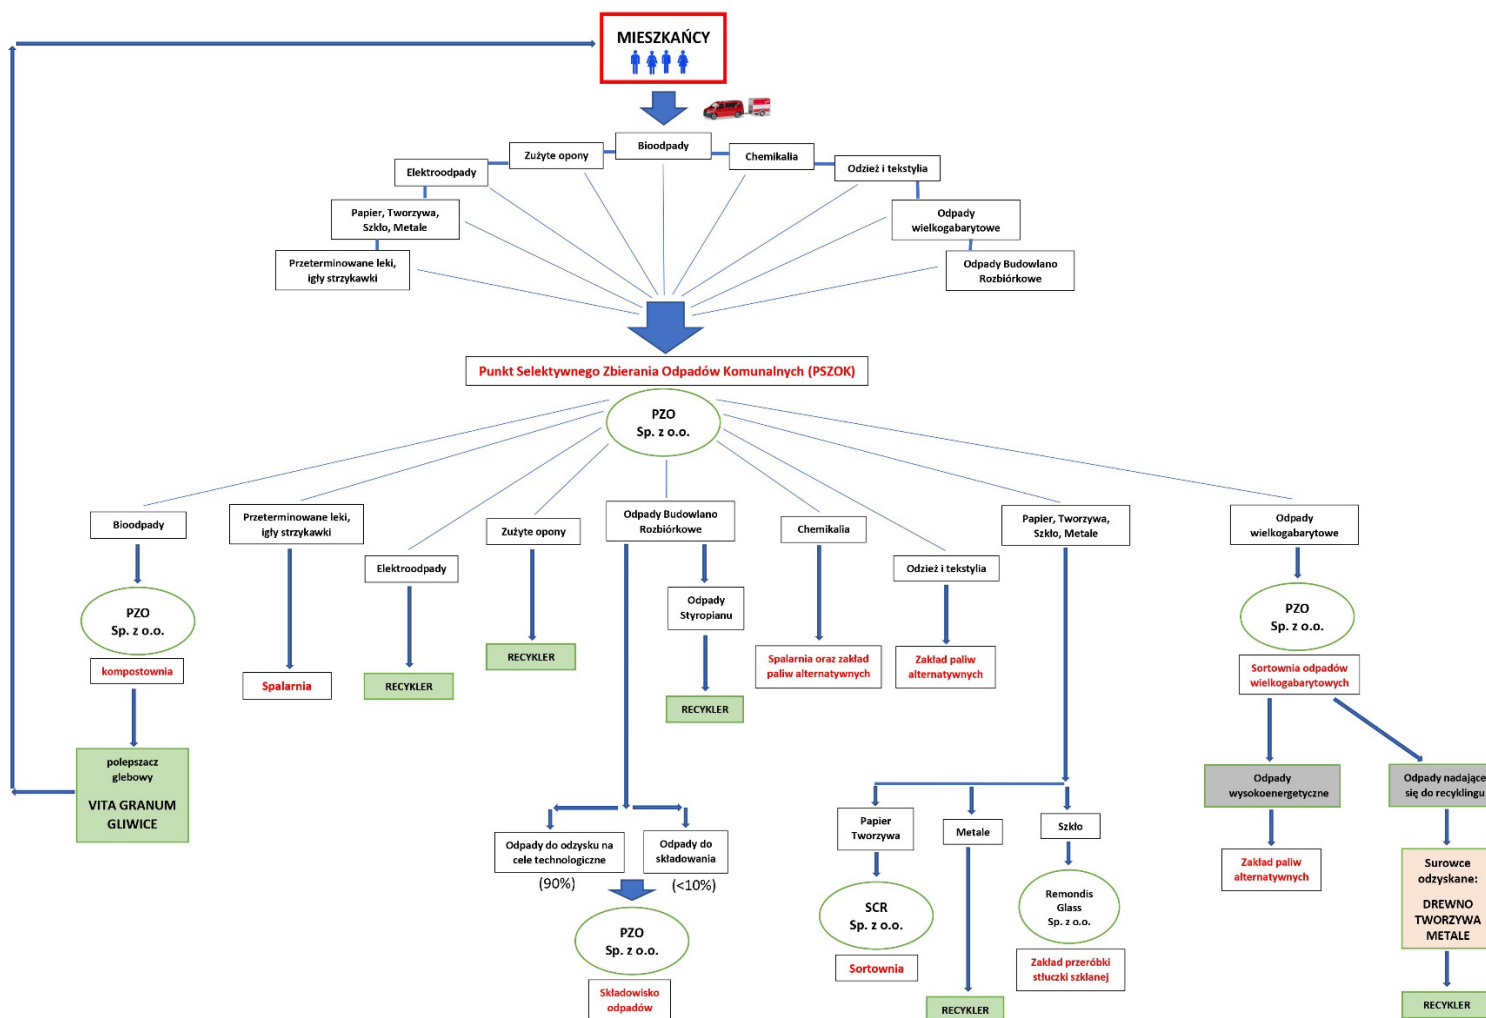 MIESZKAŃCY
Bioodpady
Zużyte opony
Chemikalia
Elektroodpady
Odzież i tekstylia
Papier, Tworzywa,
Szkło, Metale
Odpady
wielkogabarytowe
Przeterminowane leki,
igły strzykawki
Odpady Budowlano
Rozbiórkowe
Punkt Selektywnego Zbierania Odpadów Komunalnych (PSZOK)
PZO
Sp. z o.o.
Bioodpady
Przeterminowane leki,
igły strzykawki
Elektroodpady
Zużyte opony
Odpady Budowlano
Rozbiórkowe
Chemikalia
Odzież i tekstylia
Papier, Tworzywa,
Szkło, Metale
Odpady
wielkogabarytowe
PZO
Sp. z o.o.
kompostownia
Spalarnia
RECYKLER
RECYKLER
Odpady
Styropianu
RECYKLER
Spalarnia oraz zakład
paliw alternatywnych
Zakład paliw
alternatywnych
PZO
Sp. z o.o.
Sortownia odpadów
wielkogabarytowych
polepszacz
glebowy
VITA GRANUM
GLIWICE
Odpady do odzysku na
cele technologiczne
(90%)
Odpady do
składowania
(<10%)
PZO
Sp. z o.o.
Składowisko
odpadów
Papier
Tworzywa
Metale
Szkło
SCR
Sp. z o.o.
Sortownia
RECYKLER
Remondis
Glass
Sp. z o.o.
Zakład przeróbki
stłuczki szklanej
Odpady
wysokoenergetyczne
Zakład paliw
alternatywnych
Odpady nadające
się do recyklingu
Surowce
odzyskane:
DREWNO
TWORZYWA
METALE
RECYKLER